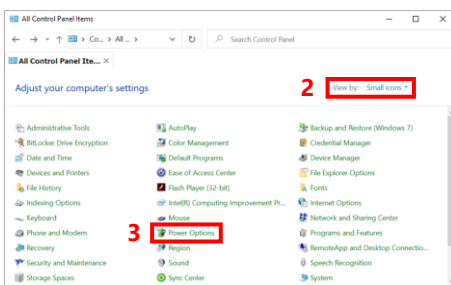 All Control Panel Items
Co... > All ... >
Search Control Panel
All Control Panel Ite...
Adjust your computer's settings
2
View by: Small icons
Administrative Tools
AutoPlay
Backup and Restore (Windows 7)
BitLocker Drive Encryption
Color Management
Credential Manager
Date and Time
Default Programs
Device Manager
Devices and Printers
Ease of Access Center
File Explorer Options
File History
Flash Player (32-bit)
Fonts
Indexing Options
Intel(R) Computing Improvement Pr...
Internet Options
Keyboard
Mouse
Network and Sharing Center
Phone and Modem
3
Power Options
Programs and Features
Recovery
Region
RemoteApp and Desktop Connectio...
Security and Maintenance
Sound
Speech Recognition
Storage Spaces
Sync Center
System